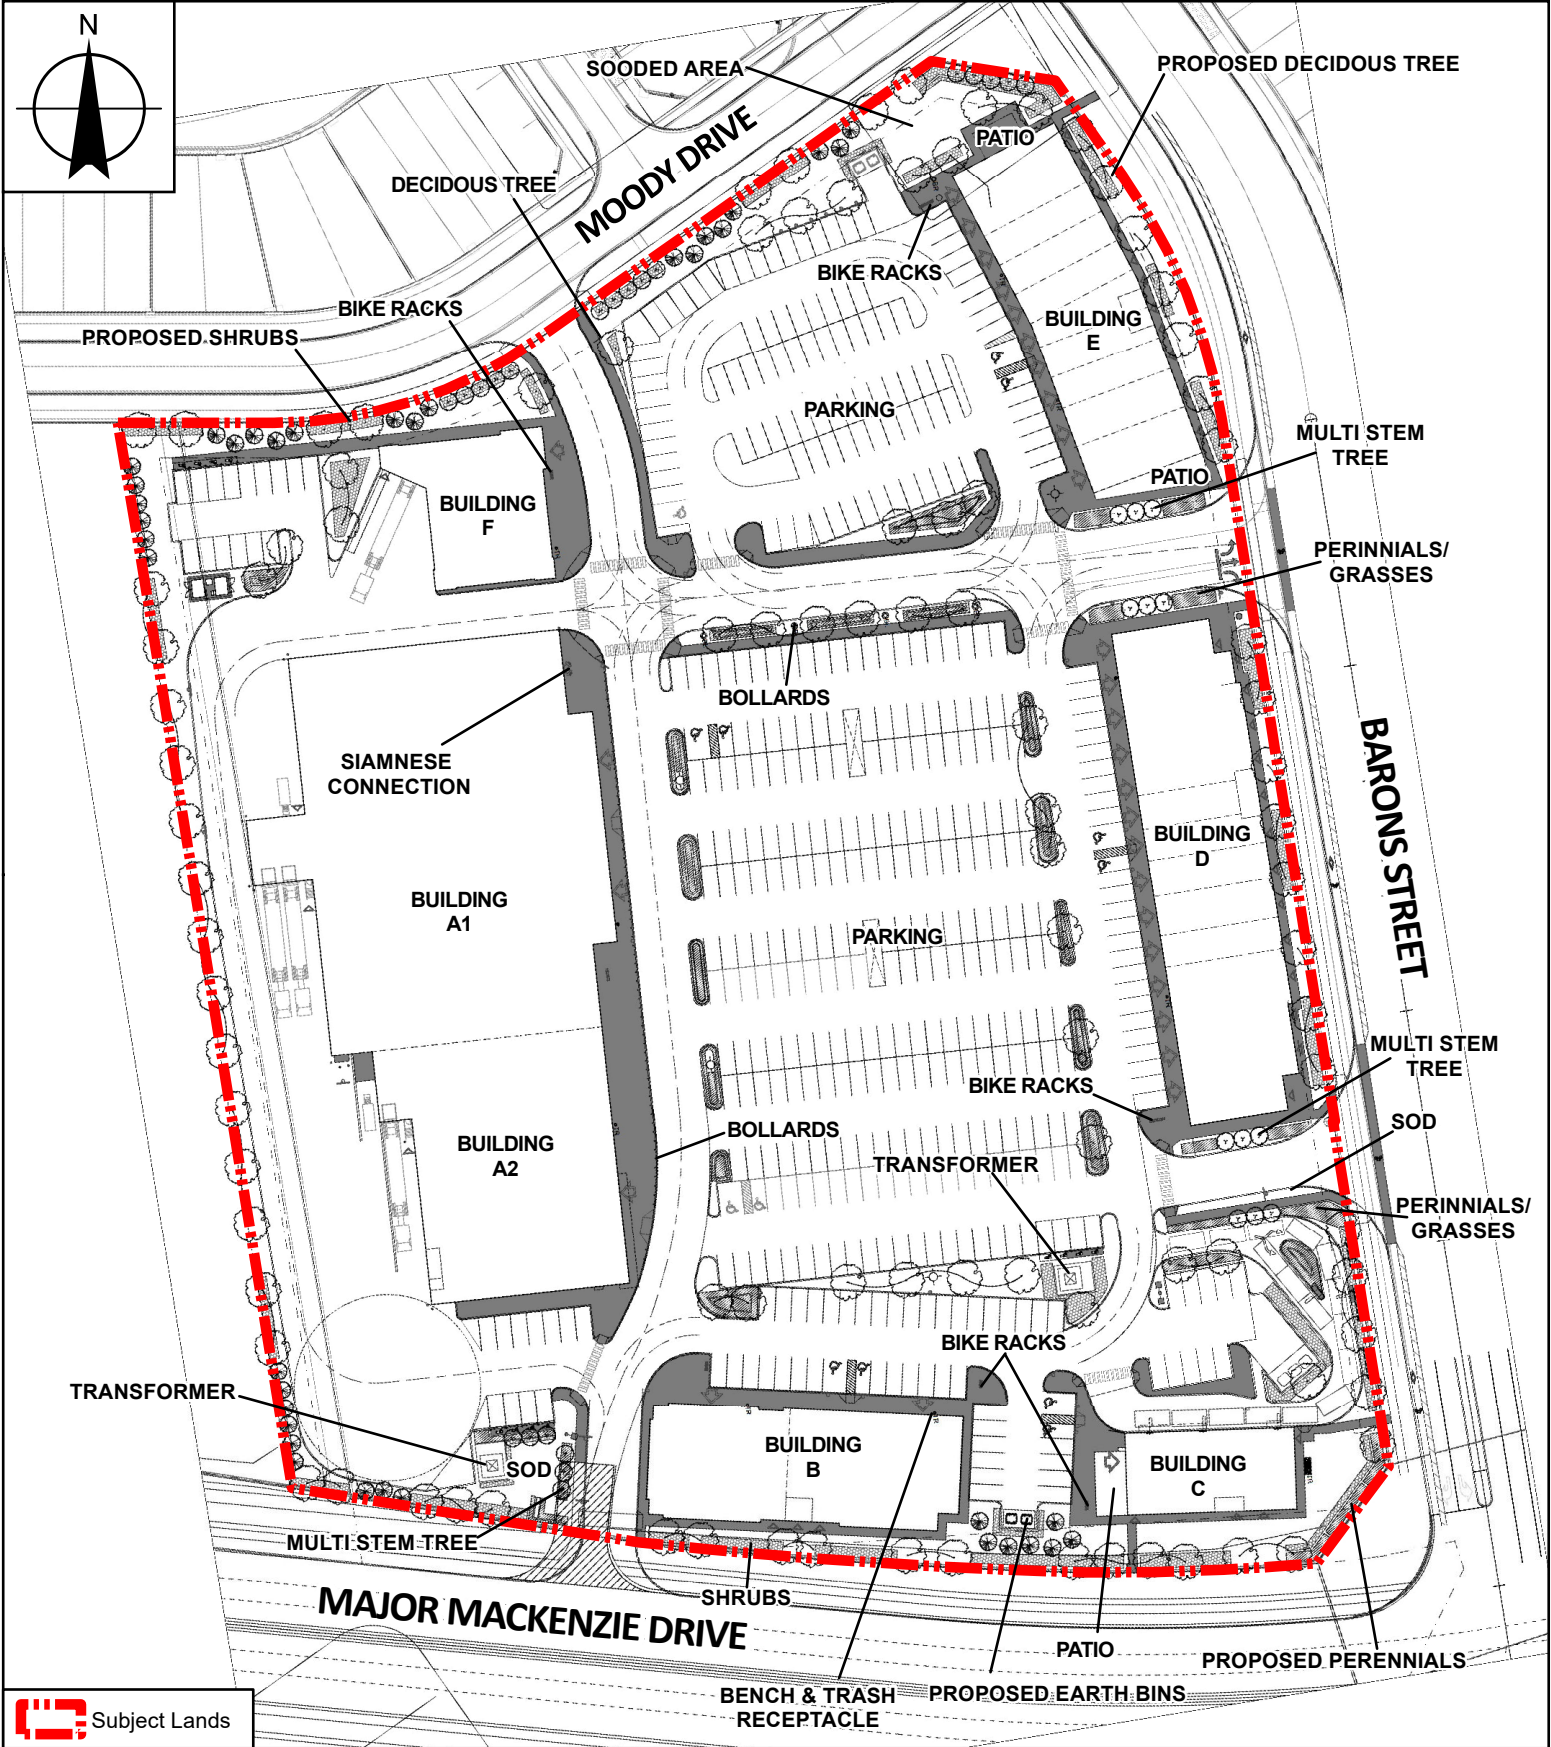 N
SOODED AREA
PROPOSED DECIDOUS TREE
PATIO
MOODY DRIVE
DECIDOUS TREE
BIKE RACKS
BIKE RACKS
PROPOSED SHRUBS
BUILDING
E
PARKING
MULTI STEM
TREE
PATIO
BUILDING
F
PERINNIALS/
GRASSES
BOLLARDS
SIAMNESE
CONNECTION
BARONS STREET
BUILDING
D
BUILDING
A1
PARKING
MULTI STEM
TREE
BIKE RACKS
SOD
BOLLARDS
BUILDING
A2
TRANSFORMER
PERINNIALS/
GRASSES
BIKE RACKS
TRANSFORMER
SOD
BUILDING
B
BUILDING
C
MULTI STEM TREE
SHRUBS
MAJOR MACKENZIE DRIVE
PATIO
PROPOSED PERENNIALS
BENCH & TRASH
RECEPTACLE
PROPOSED EARTH BINS
Subject Lands